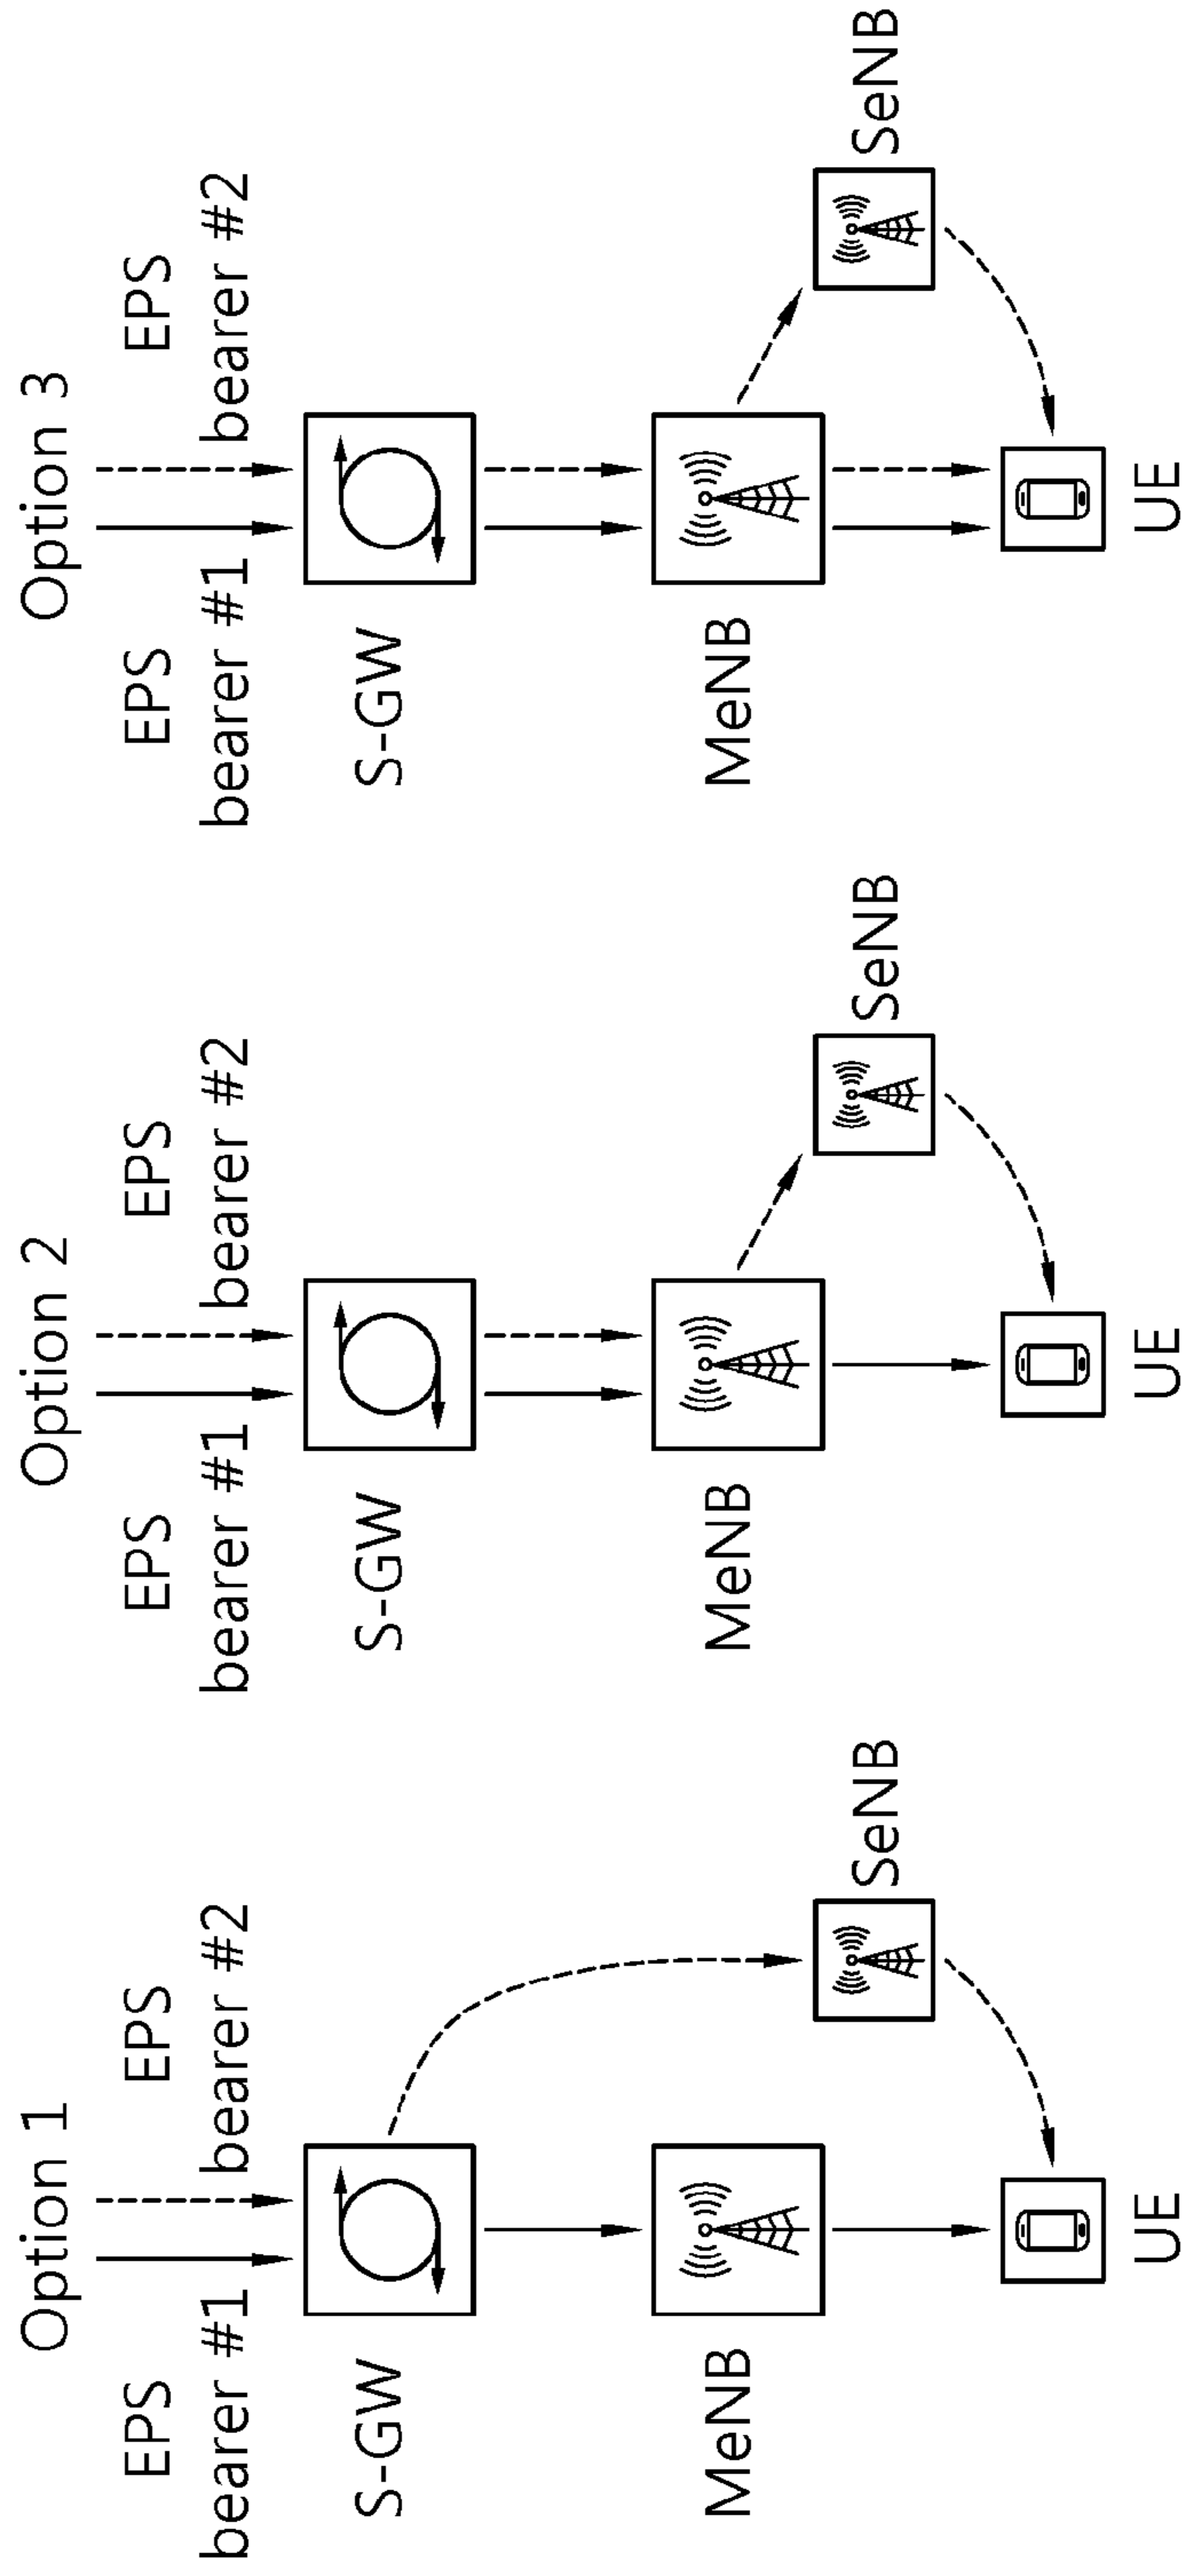 Option 1
EPS
bearer #1
EPS
bearer #2
S-GW
MeNB
SeNB
UE
Option 2
EPS
bearer #1
EPS
bearer #2
S-GW
MeNB
SeNB
UE
Option 3
EPS
bearer #1
EPS
bearer #2
S-GW
MeNB
SeNB
UE